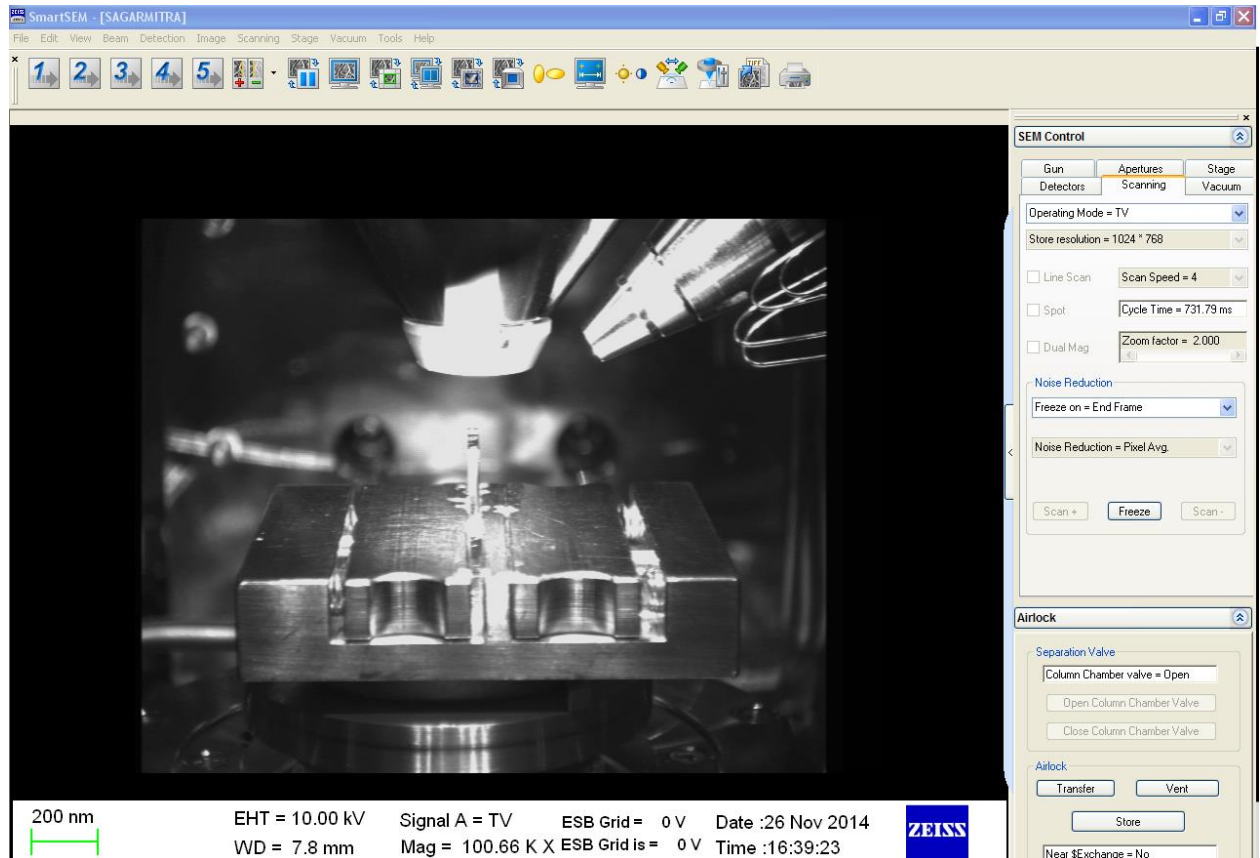 SmartSEM - [SAGARMITRA]
File Edit View Beam Detection Image Scanning Stage Vacuum Tools Help
1 2 3 4 5 TIFF
SEM Control
Gun Apertures Stage
Detectors Scanning Vacuum
Operating Mode = TV
Store resolution = 1024 * 768
Line Scan Scan Speed = 4
Spot Cycle Time = 731.79 ms
Dual Mag Zoom factor = 2.000
Noise Reduction
Freeze on = End Frame
Noise Reduction = Pixel Avg.
Scan + Freeze Scan -
Airlock
Separation Valve
Column Chamber valve = Open
Open Column Chamber Valve
Close Column Chamber Valve
Airlock
Transfer Vent
Store
Near $Exchange = No
200 nm EHT = 10.00 kV Signal A = TV ESB Grid = 0 V Date :26 Nov 2014 ZEISS
WD = 7.8 mm Mag = 100.66 K X ESB Grid is = 0 V Time :16:39:23